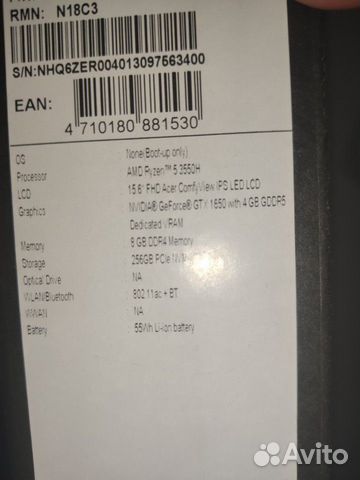 RMN: N18C3
S/N:NHQ6ZER004013097563400
EAN:
4 710180 881530
OS : None(Boot-up only)
Processor : AMD Ryzen™ 5 3550H
LCD : 15.6" FHD Acer ComfyView IPS LED LCD
Graphics : NVIDIA® GeForce® GTX 1650 with 4 GB GDDR5
Dedicated VRAM
Memory : 8 GB DDR4 Memory
Storage : 256GB PCIe NVM
Optical Drive : NA
WLAN/Bluetooth : 802.11ac + BT
WWAN : NA
Battery : 55Wh Li-ion battery
Avito